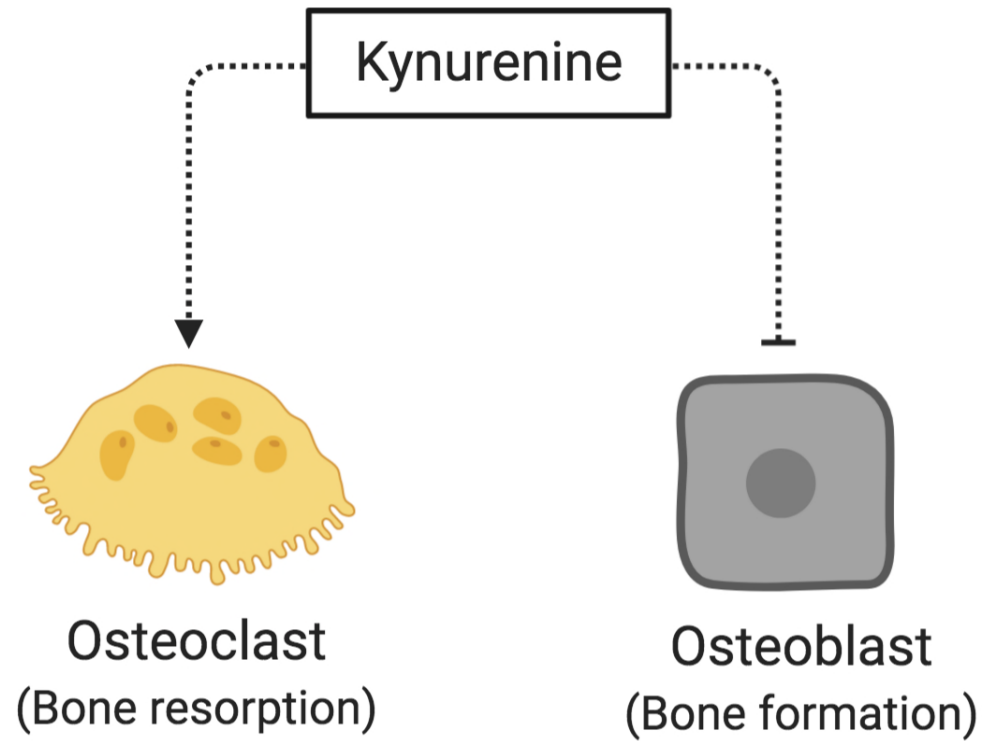 Kynurenine
Osteoclast
(Bone resorption)
Osteoblast
(Bone formation)